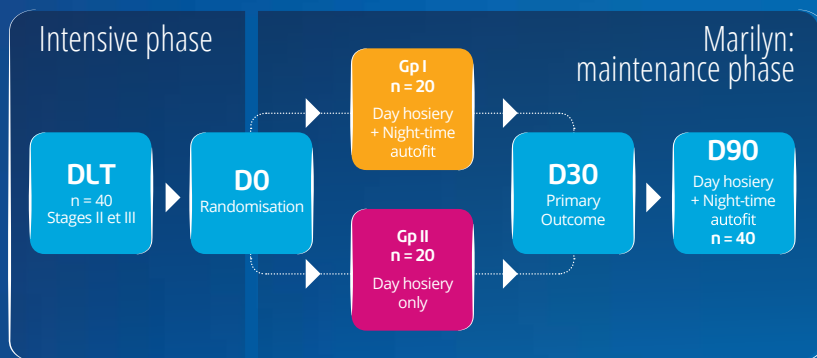 Intensive phase
Marilyn:
maintenance phase
DLT
n = 40
Stages II et III
D0
Randomisation
Gp I
n = 20
Day hosiery
+ Night-time
autofit
Gp II
n = 20
Day hosiery
only
D30
Primary
Outcome
D90
Day hosiery
+ Night-time
autofit
n = 40